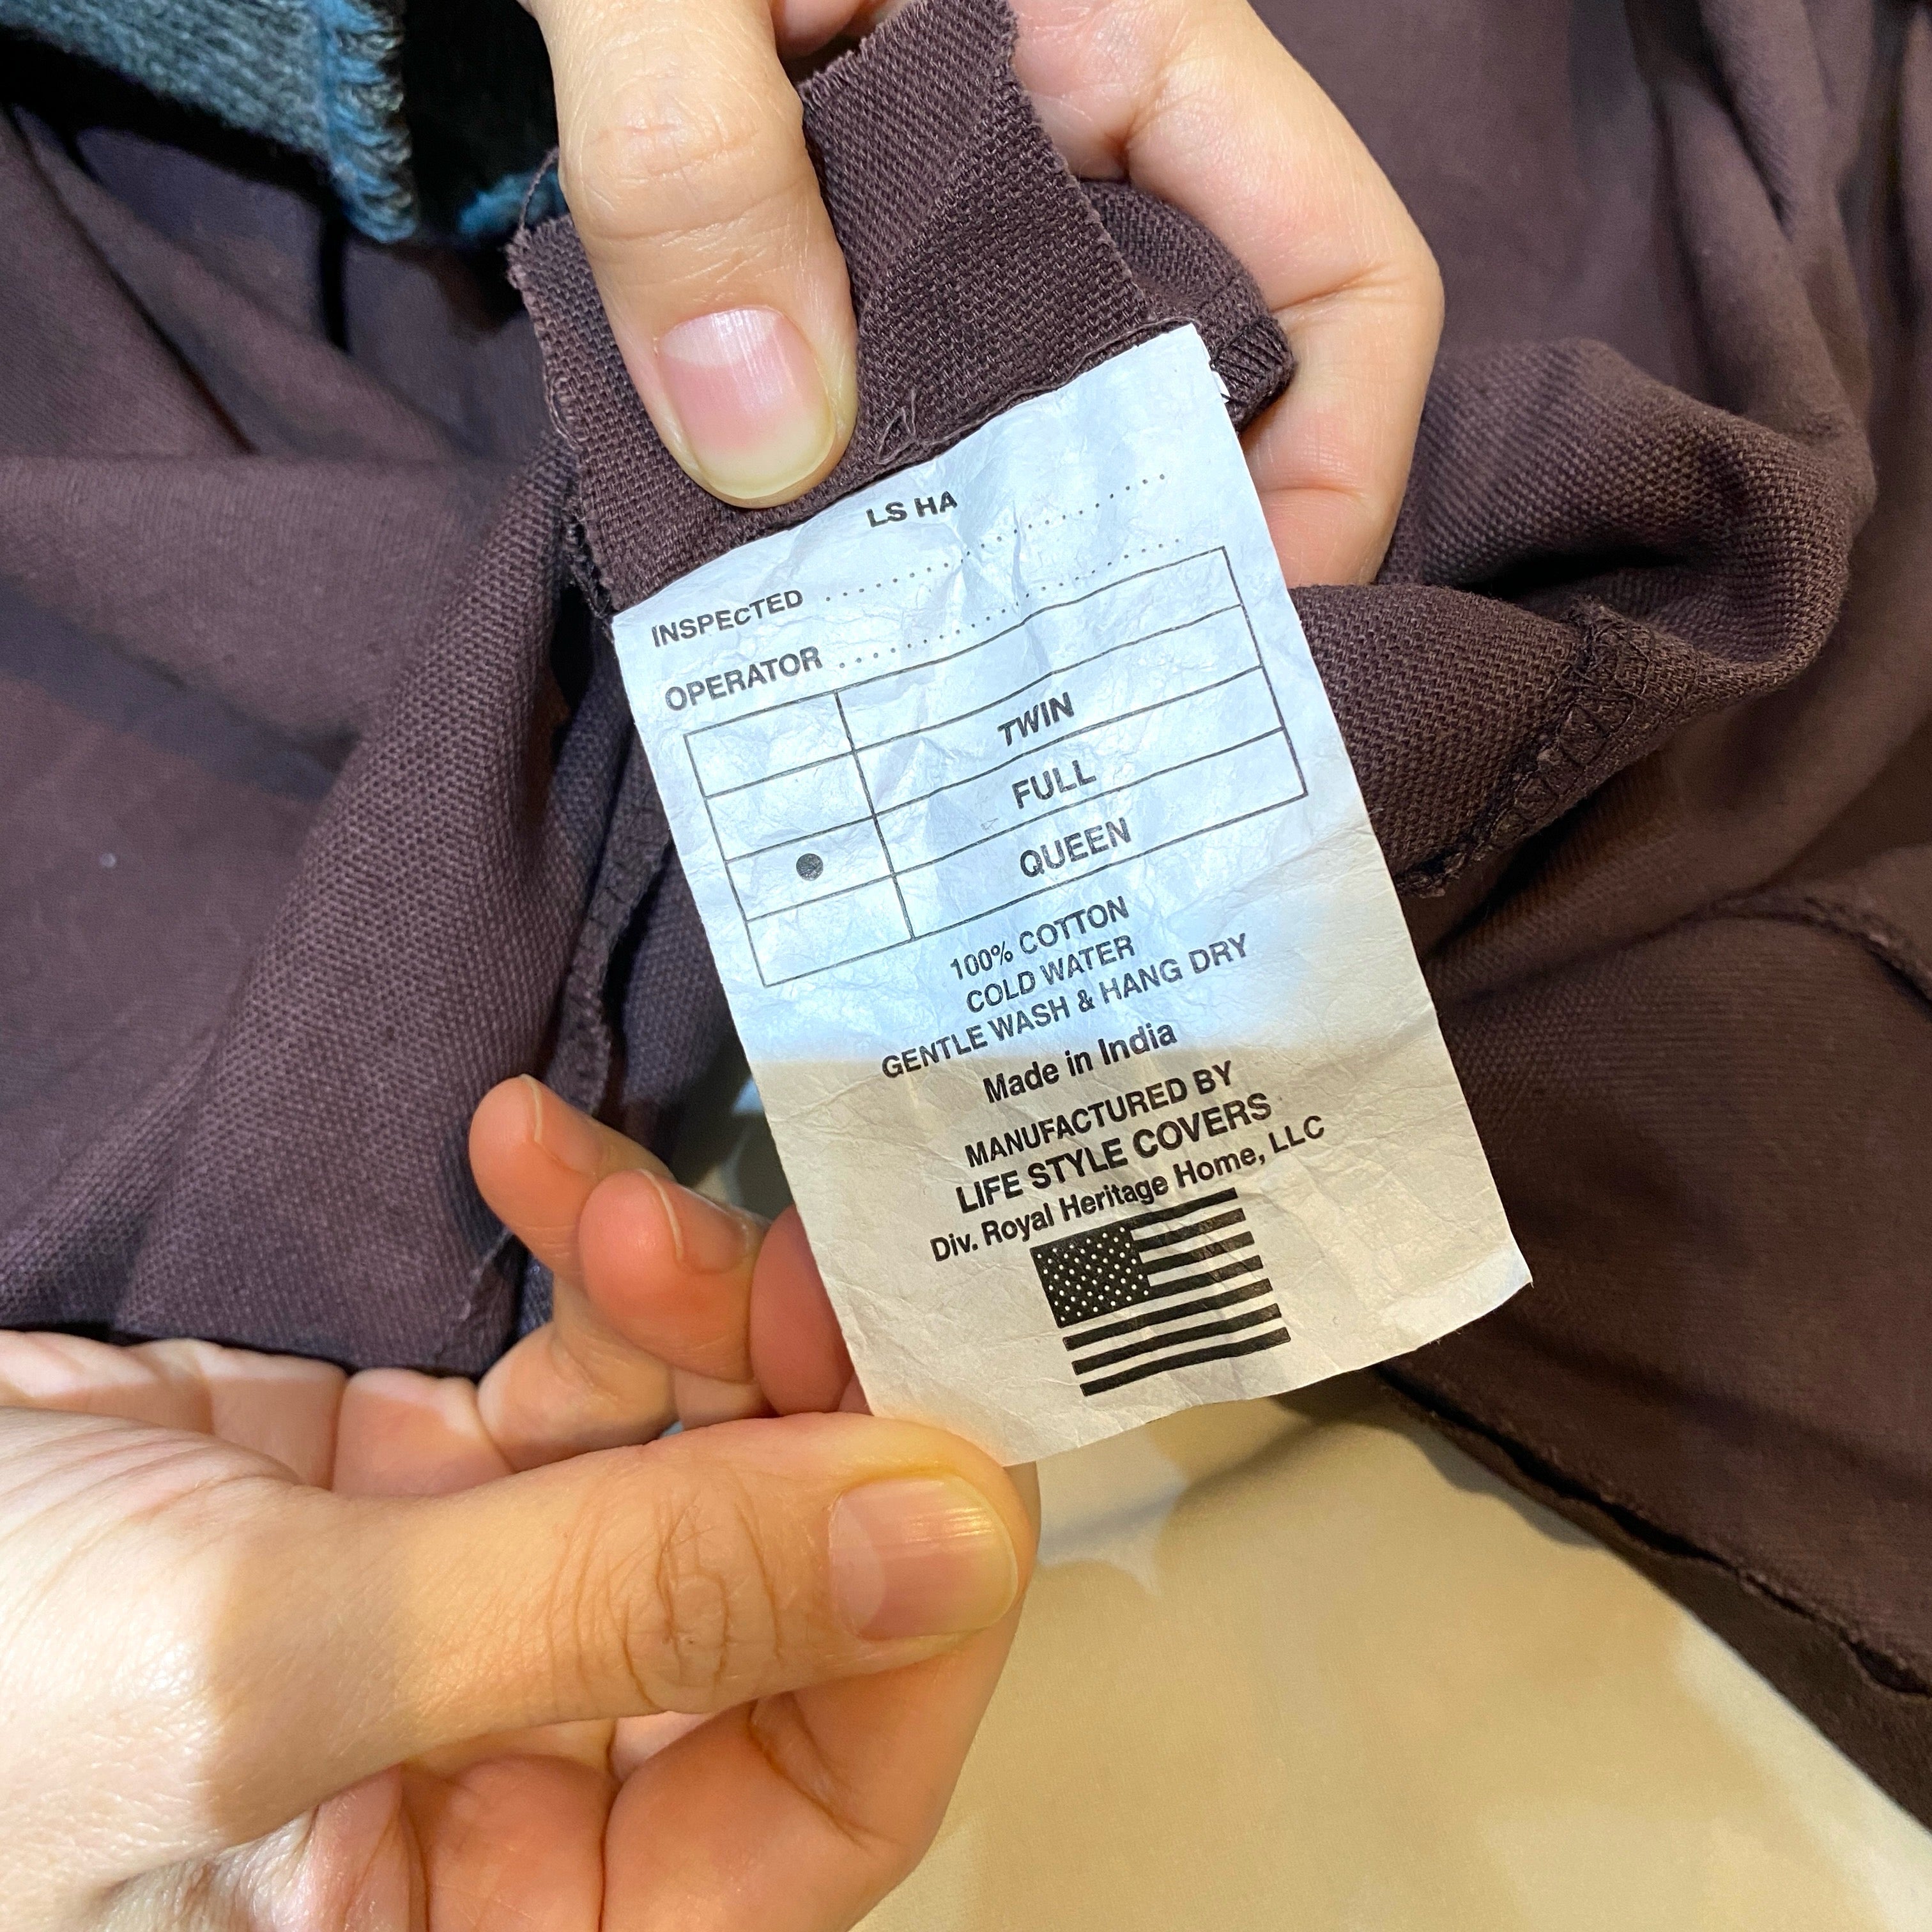 LS HA
INSPEcTED ....................
OPERATOR ....................
TWIN
FULL
● QUEEN
100% COTTON
COLD WATER
GENTLE WASH & HANG DRY
Made in India
MANUFACTURED BY
LIFE STYLE COVERS
Div. Royal Heritage Home, LLC